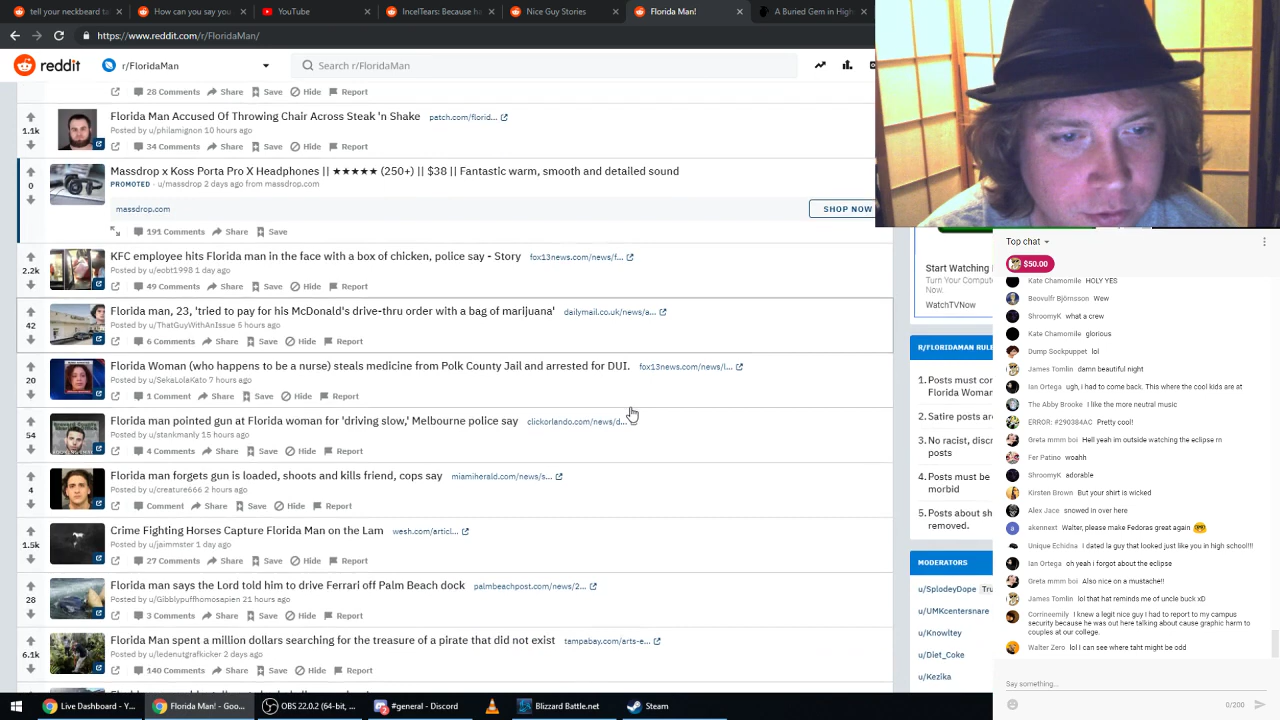 tell your neckbeard ta
How can you say you
YouTube
IncelTears: Because ha
Nice Guy Stories
Florida Man!
A Buried Gem in High
https://www.reddit.com/r/FloridaMan/
reddit
r/FloridaMan
Search r/FloridaMan
28 Comments Share Save Hide Report
1.1k
Florida Man Accused Of Throwing Chair Across Steak 'n Shake patch.com/florid...
Posted by u/philamignon 10 hours ago
34 Comments Share Save Hide Report
0
Massdrop x Koss Porta Pro X Headphones || ★★★★★ (250+) || $38 || Fantastic warm, smooth and detailed sound
PROMOTED · u/massdrop 2 days ago from massdrop.com
massdrop.com
SHOP NOW
191 Comments Share Save
2.2k
KFC employee hits Florida man in the face with a box of chicken, police say - Story fox13news.com/news/f...
Posted by u/eobt1998 1 day ago
49 Comments Share Save Hide Report
42
Florida man, 23, 'tried to pay for his McDonald's drive-thru order with a bag of marijuana' dailymail.co.uk/news/a...
Posted by u/ThatGuyWithAnIssue 5 hours ago
6 Comments Share Save Hide Report
20
Florida Woman (who happens to be a nurse) steals medicine from Polk County Jail and arrested for DUI. fox13news.com/news/l...
Posted by u/SekaLolaKato 7 hours ago
1 Comment Share Save Hide Report
54
Florida man pointed gun at Florida woman for 'driving slow,' Melbourne police say clickorlando.com/news/d...
Posted by u/stankmanly 15 hours ago
4 Comments Share Save Hide Report
Florida man forgets gun is loaded, shoots and kills friend, cops say miamiherald.com/news/s...
Posted by u/creature666 2 hours ago
Comment Share Save Hide Report
1.5k
Crime Fighting Horses Capture Florida Man on the Lam wesh.com/articl...
Posted by u/jaimmster 1 day ago
27 Comments Share Save Hide Report
28
Florida Man says the Lord told him to drive Ferrari off Palm Beach dock palmbeachpost.com/news/2...
Posted by u/Gibblypuffhomosapien 21 hours ago
3 Comments Share Save Hide Report
6.1k
Florida Man spent a million dollars searching for the treasure of a pirate that did not exist tampabay.com/arts-e...
Posted by u/ledenutgrafkicker 2 days ago
140 Comments Share Save Hide Report
Start Watching
Turn Your Compute
Now.
WatchTVNow
R/FLORIDAMAN RULE
1. Posts must con
Florida Woma
2. Satire posts are
3. No racist, discr
posts
4. Posts must be
morbid
5. Posts about sh
removed.
MODERATORS
u/SplodeyDope Tru
u/UMKcentersnare
u/Knowltey
u/Diet_Coke
u/Kezika
Top chat
$50.00
Kate Chamomile HOLY YES
Beovulfr Björnsson Wew
ShroomyK what a crew
Kate Chamomile glorious
Dump Sockpuppet lol
James Tomlin damn beautiful night
Ian Ortega ugh, i had to come back. This where the cool kids are at
The Abby Brooke I like the more neutral music
ERROR: #290384AC Pretty cool!
Greta mmm boi Hell yeah im outside watching the eclipse rn
Fer Patino woahh
ShroomyK adorable
Kirsten Brown But your shirt is wicked
Alex Jace snowed in over here
akennext Walter, please make Fedoras great again
Unique Echidna I dated la guy that looked just like you in high school!!!!
Ian Ortega oh yeah i forgot about the eclipse
Greta mmm boi Also nice on a mustache!!
James Tomlin lol that hat reminds me of uncle buck xD
Corrineemily I knew a legit nice guy I had to report to my campus
security because he was out here talking about cause graphic harm to
couples at our college.
Walter Zero lol I can see where taht might be odd
Say something...
0/200
Live Dashboard - Y...
Florida Man! - Goo...
OBS 22.0.2 (64-bit, ...
#general - Discord
Blizzard Battle.net
Steam